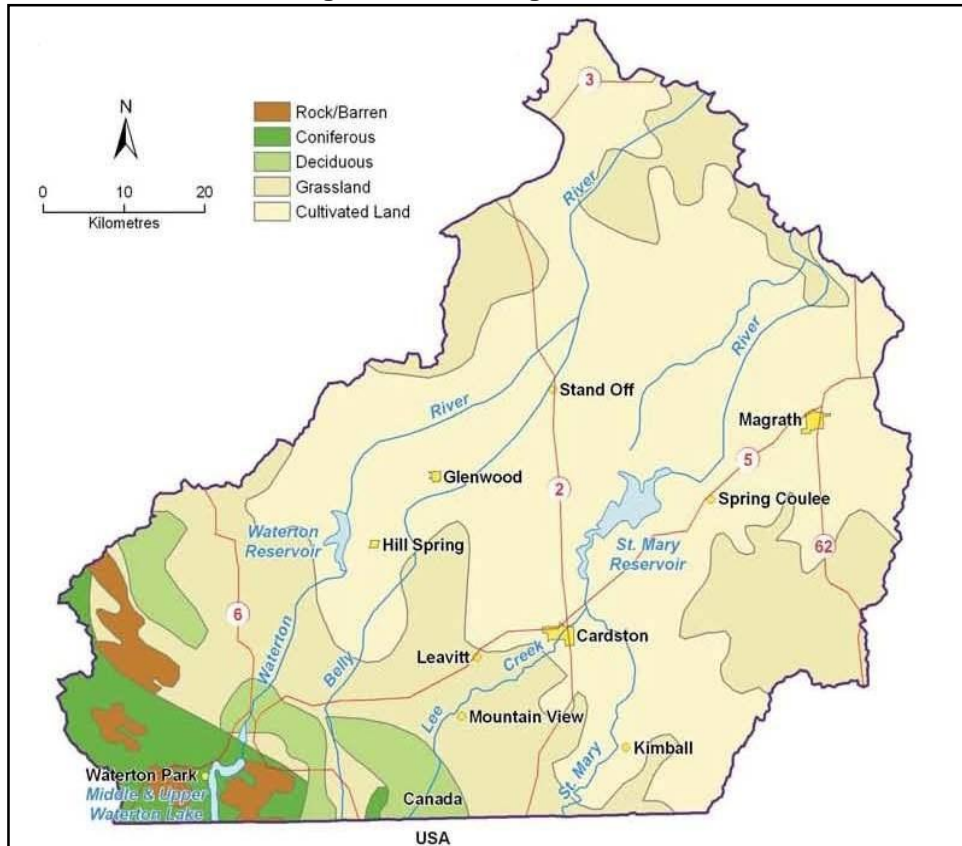 3
N
Rock/Barren
Coniferous
Deciduous
Grassland
Cultivated Land
0 10 20
Kilometres
River
River
Stand Off
River
Magrath
5
Glenwood
2
Spring Coulee
Waterton
Reservoir
Hill Spring
St. Mary
Reservoir
62
6
Waterton
Belly
Leavitt
Creek
Cardston
Lee
Mountain View
St. Mary
Kimball
Waterton Park
Middle & Upper
Waterton Lake
Canada
USA